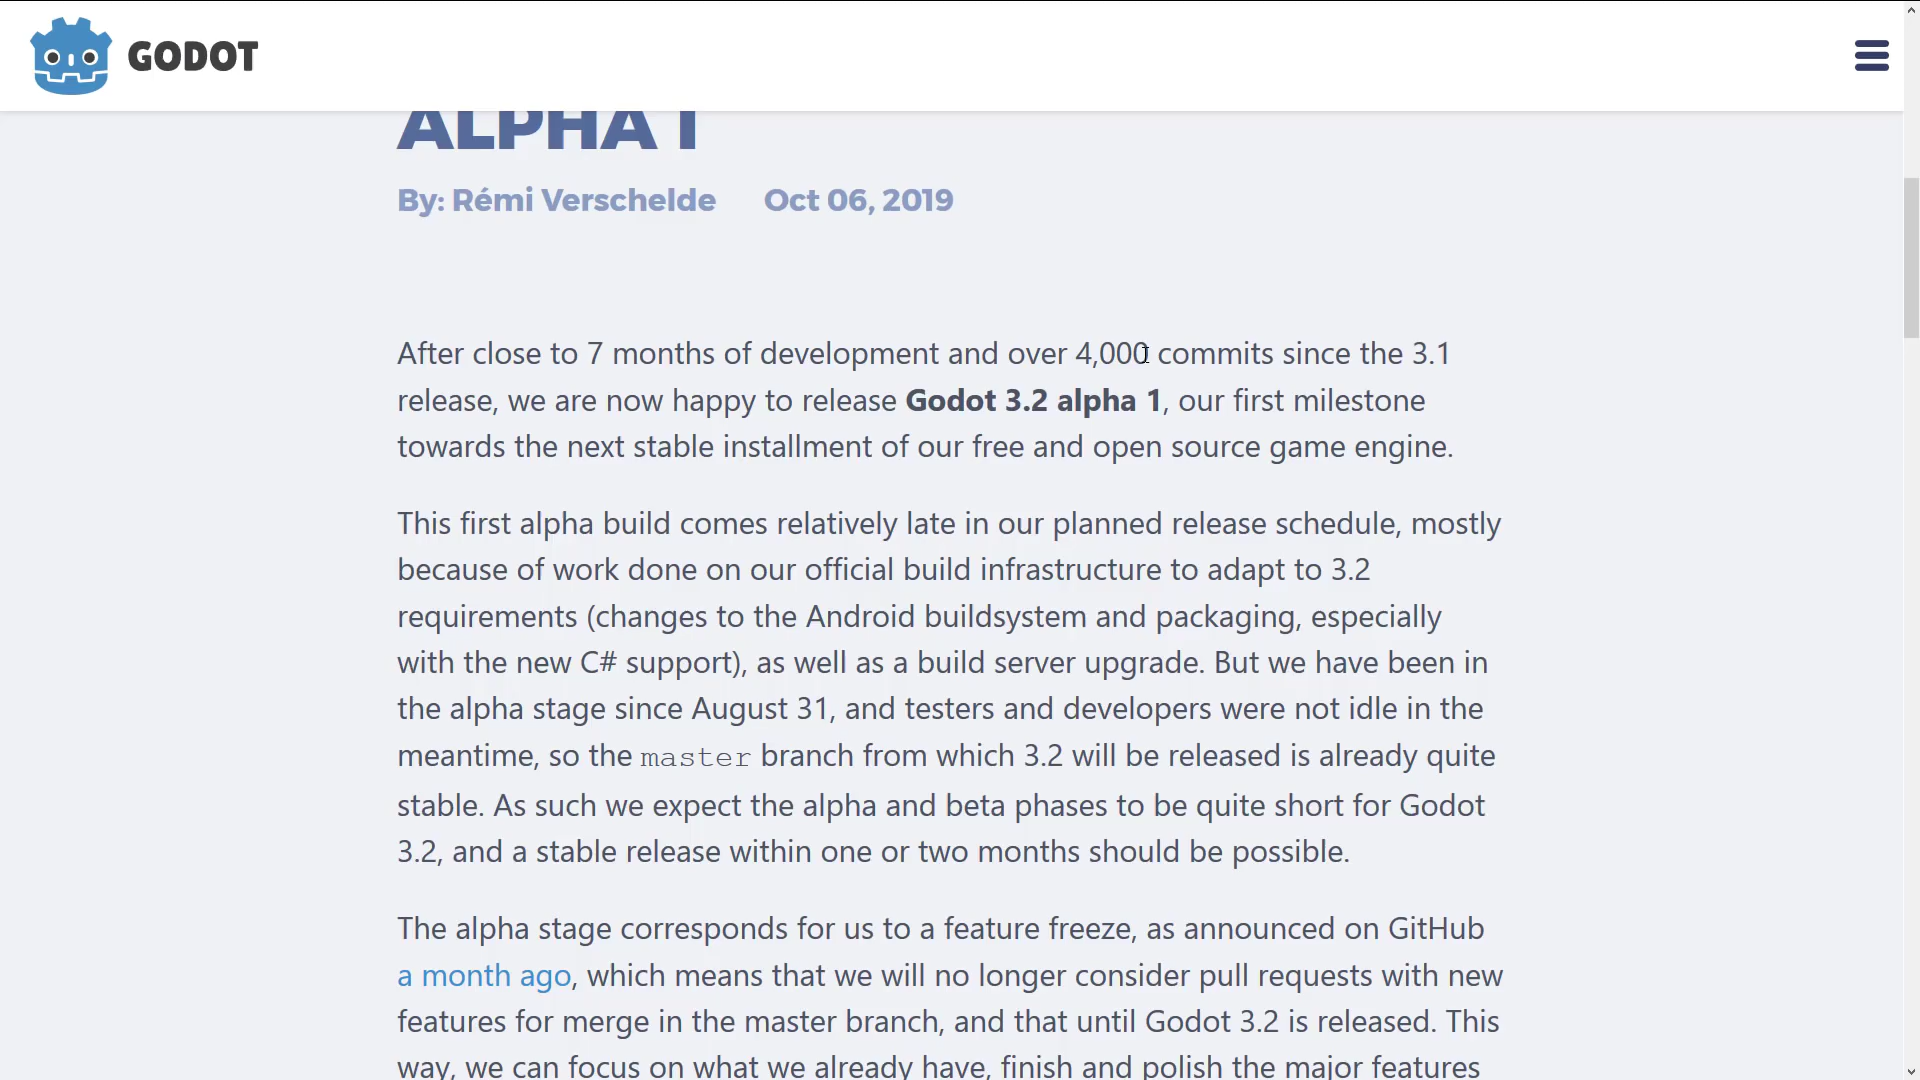 GODOT
ALPHA 1
By: Rémi Verschelde Oct 06, 2019
After close to 7 months of development and over 4,000 commits since the 3.1
release, we are now happy to release Godot 3.2 alpha 1, our first milestone
towards the next stable installment of our free and open source game engine.
This first alpha build comes relatively late in our planned release schedule, mostly
because of work done on our official build infrastructure to adapt to 3.2
requirements (changes to the Android buildsystem and packaging, especially
with the new C# support), as well as a build server upgrade. But we have been in
the alpha stage since August 31, and testers and developers were not idle in the
meantime, so the master branch from which 3.2 will be released is already quite
stable. As such we expect the alpha and beta phases to be quite short for Godot
3.2, and a stable release within one or two months should be possible.
The alpha stage corresponds for us to a feature freeze, as announced on GitHub
a month ago, which means that we will no longer consider pull requests with new
features for merge in the master branch, and that until Godot 3.2 is released. This
way, we can focus on what we already have, finish and polish the major features